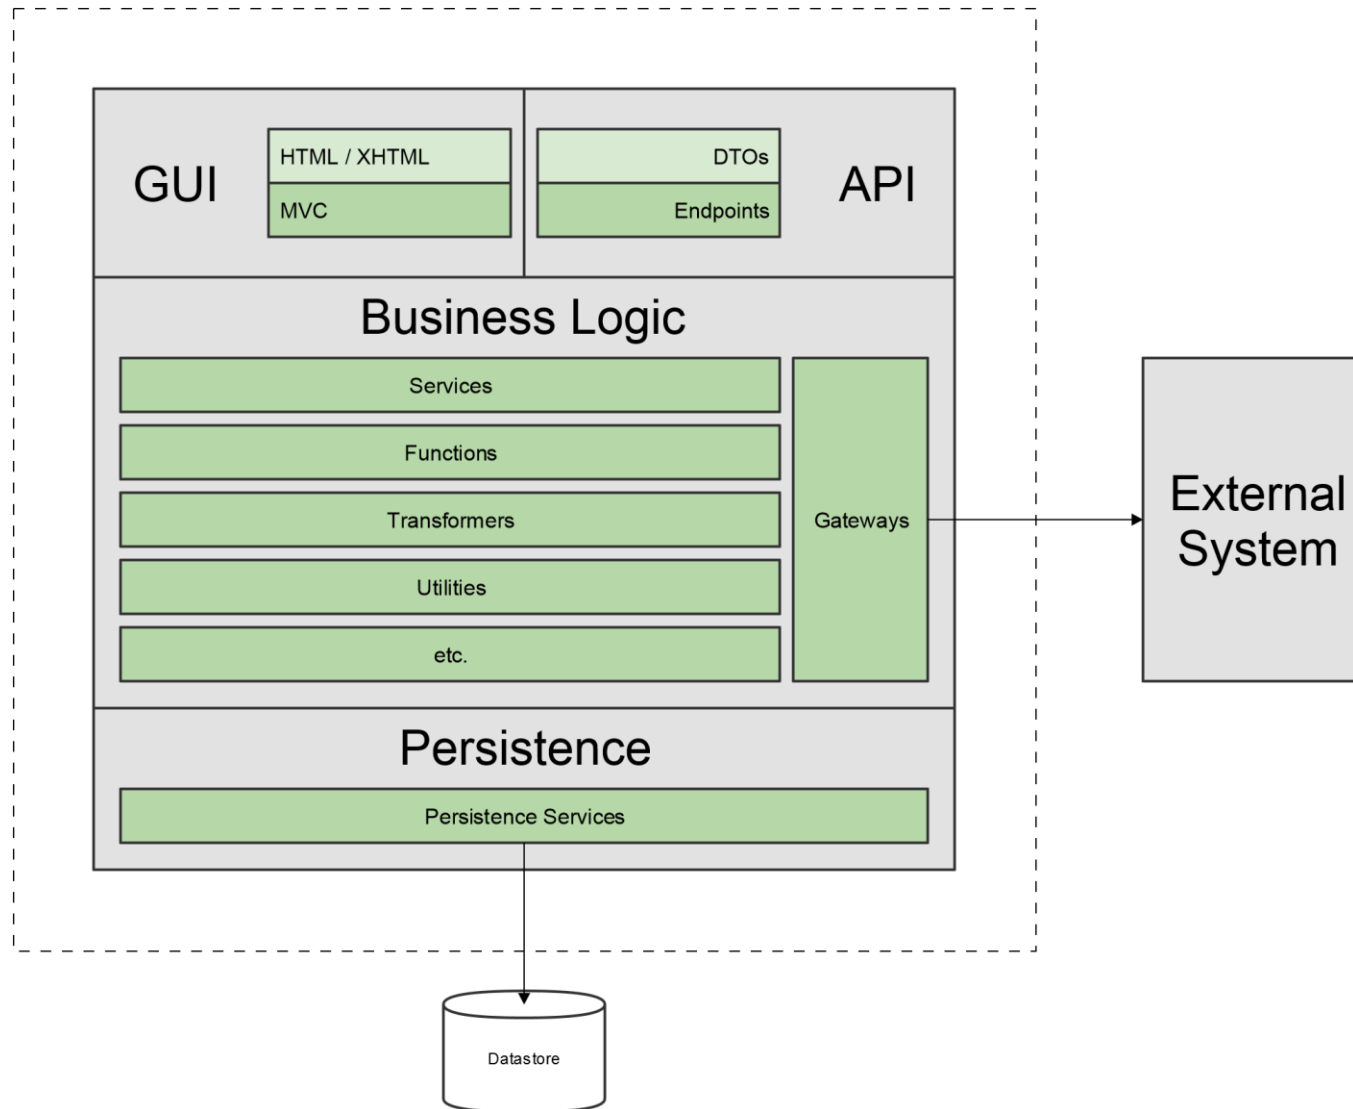 GUI
HTML / XHTML
MVC
DTOs
Endpoints
API
Business Logic
Services
Functions
Transformers
Utilities
etc.
Gateways
External
System
Persistence
Persistence Services
Datastore